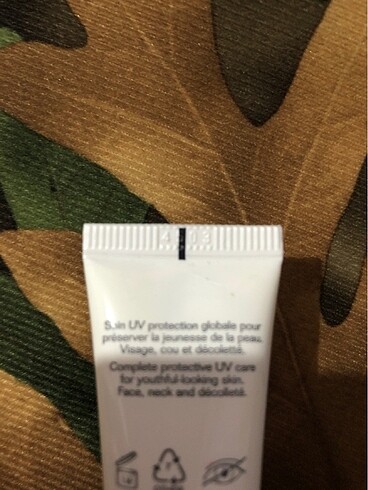 Soin UV protection globale pour
préserver la jeunesse de la peau.
Visage, cou et décolleté.
Complete protective UV care
for youthful-looking skin.
Face, neck and décolleté.